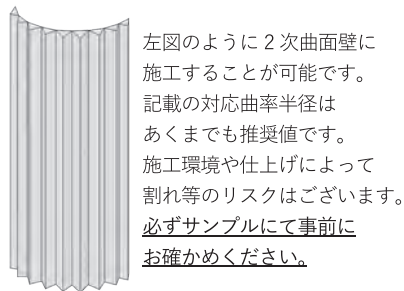 左図のように2次曲面壁に
施工することが可能です。
記載の対応曲率半径は
あくまでも推奨値です。
施工環境や仕上げによって
割れ等のリスクはございます。
必ずサンプルにて事前に
お確かめください。